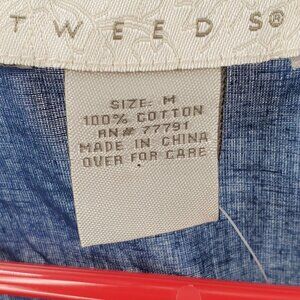 TWEEDS®
SIZE: M
100% COTTON
RN# 77791
MADE IN CHINA
OVER FOR CARE